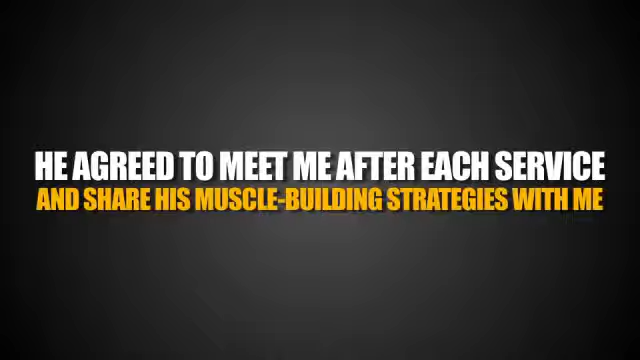 HE AGREED TO MEET ME AFTER EACH SERVICE
AND SHARE HIS MUSCLE-BUILDING STRATEGIES WITH ME